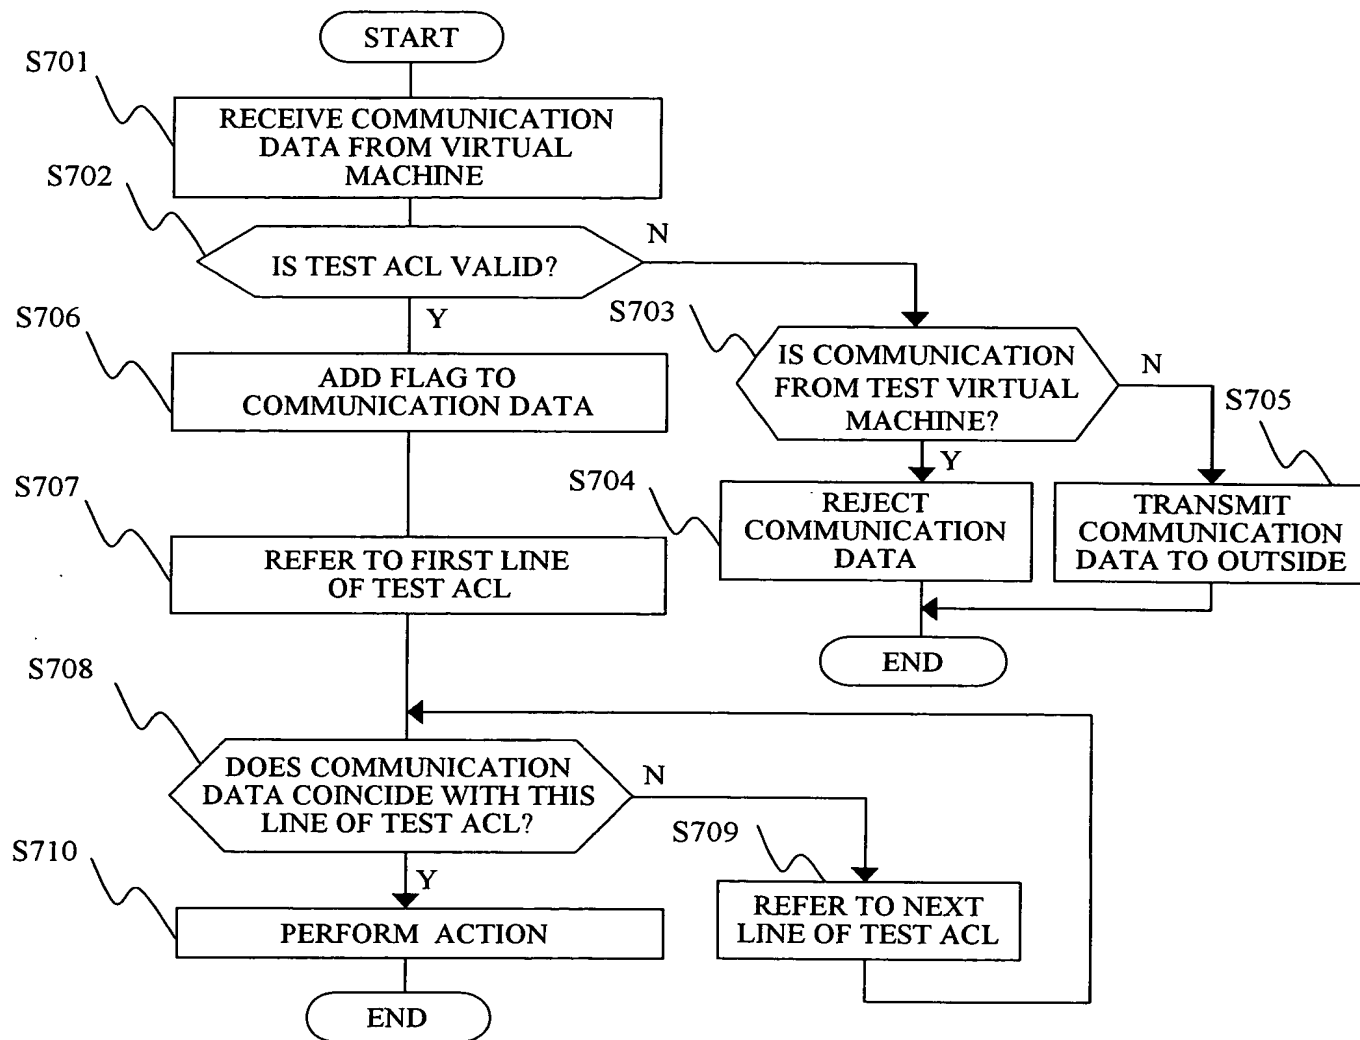 START
S701
RECEIVE COMMUNICATION
DATA FROM VIRTUAL
MACHINE
S702
IS TEST ACL VALID?
N
Y
S703
IS COMMUNICATION
FROM TEST VIRTUAL
MACHINE?
N
Y
S704
REJECT
COMMUNICATION
DATA
S705
TRANSMIT
COMMUNICATION
DATA TO OUTSIDE
END
S706
ADD FLAG TO
COMMUNICATION DATA
S707
REFER TO FIRST LINE
OF TEST ACL
S708
DOES COMMUNICATION
DATA COINCIDE WITH THIS
LINE OF TEST ACL?
N
Y
S709
REFER TO NEXT
LINE OF TEST ACL
S710
PERFORM ACTION
END